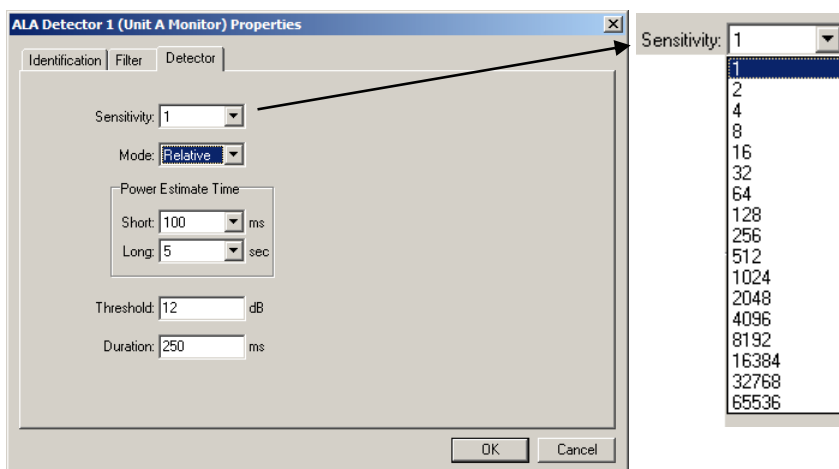 ALA Detector 1 (Unit A Monitor) Properties
Identification Filter Detector
Sensitivity: 1
Mode: Relative
Power Estimate Time
Short: 100 ms
Long: 5 sec
Threshold: 12 dB
Duration: 250 ms
OK Cancel
Sensitivity: 1
1
2
4
8
16
32
64
128
256
512
1024
2048
4096
8192
16384
32768
65536